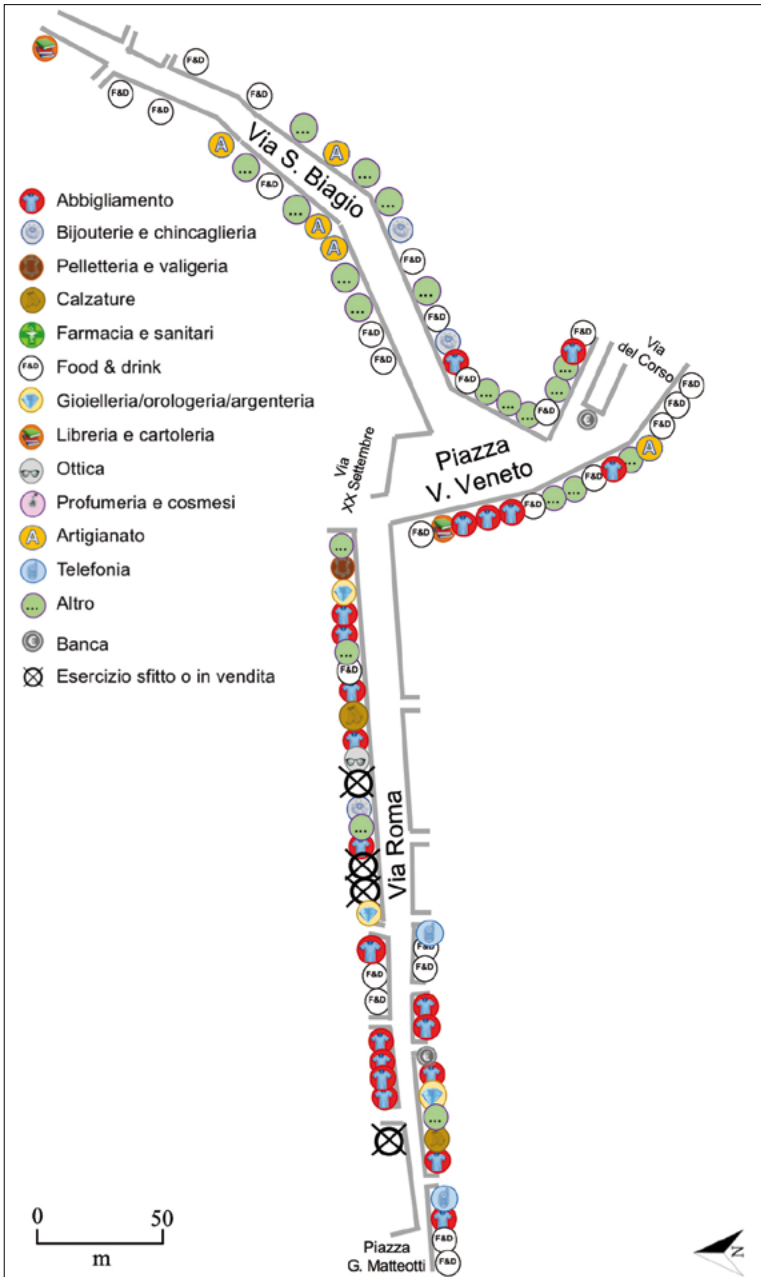 F&D
F&D
F&D
F&D
A
A
Via S. Biagio
F&D
A
A
F&D
F&D
F&D
F&D
F&D
F&D
F&D
F&D
Abbigliamento
Bijouterie e chincaglieria
Pelletteria e valigeria
Calzature
Farmacia e sanitari
F&D Food & drink
Gioielleria/orologeria/argenteria
Libreria e cartoleria
Ottica
Profumeria e cosmesi
A Artigianato
Telefonia
... Altro
Banca
Esercizio sfitto o in vendita
Via
del Corso
F&D
F&D
F&D
A
F&D
F&D
F&D
Piazza
V. Veneto
Via
XX Settembre
F&D
Via Roma
F&D
F&D
F&D
F&D
F&D
F&D
Piazza
G. Matteotti
0 50
m
N